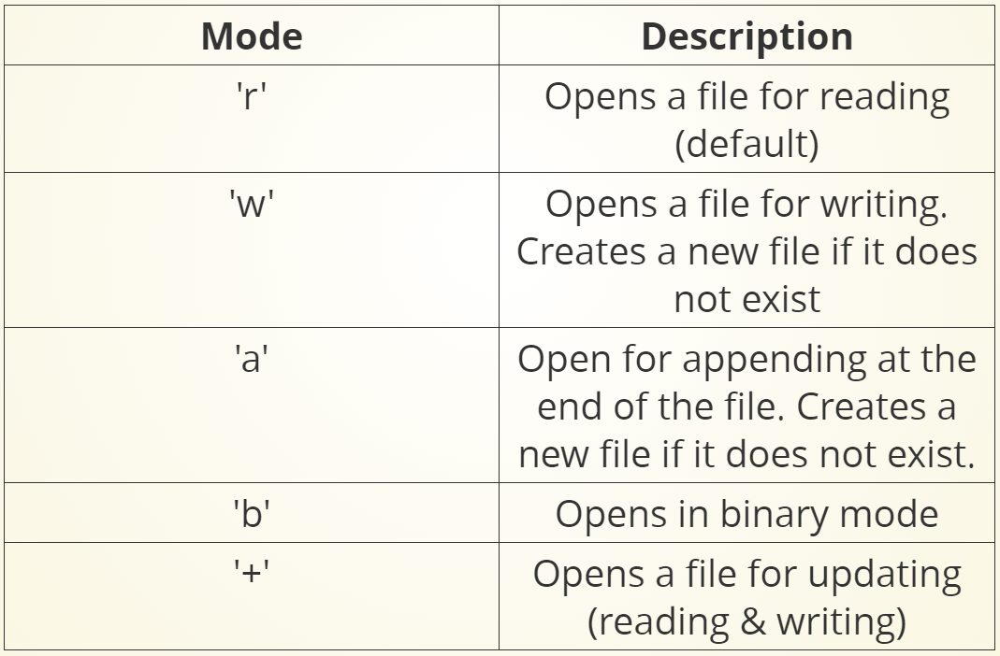 Mode
Description
'r'
Opens a file for reading
(default)
'w'
Opens a file for writing.
Creates a new file if it does
not exist
'a'
Open for appending at the
end of the file. Creates a
new file if it does not exist.
'b'
Opens in binary mode
'+'
Opens a file for updating
(reading & writing)